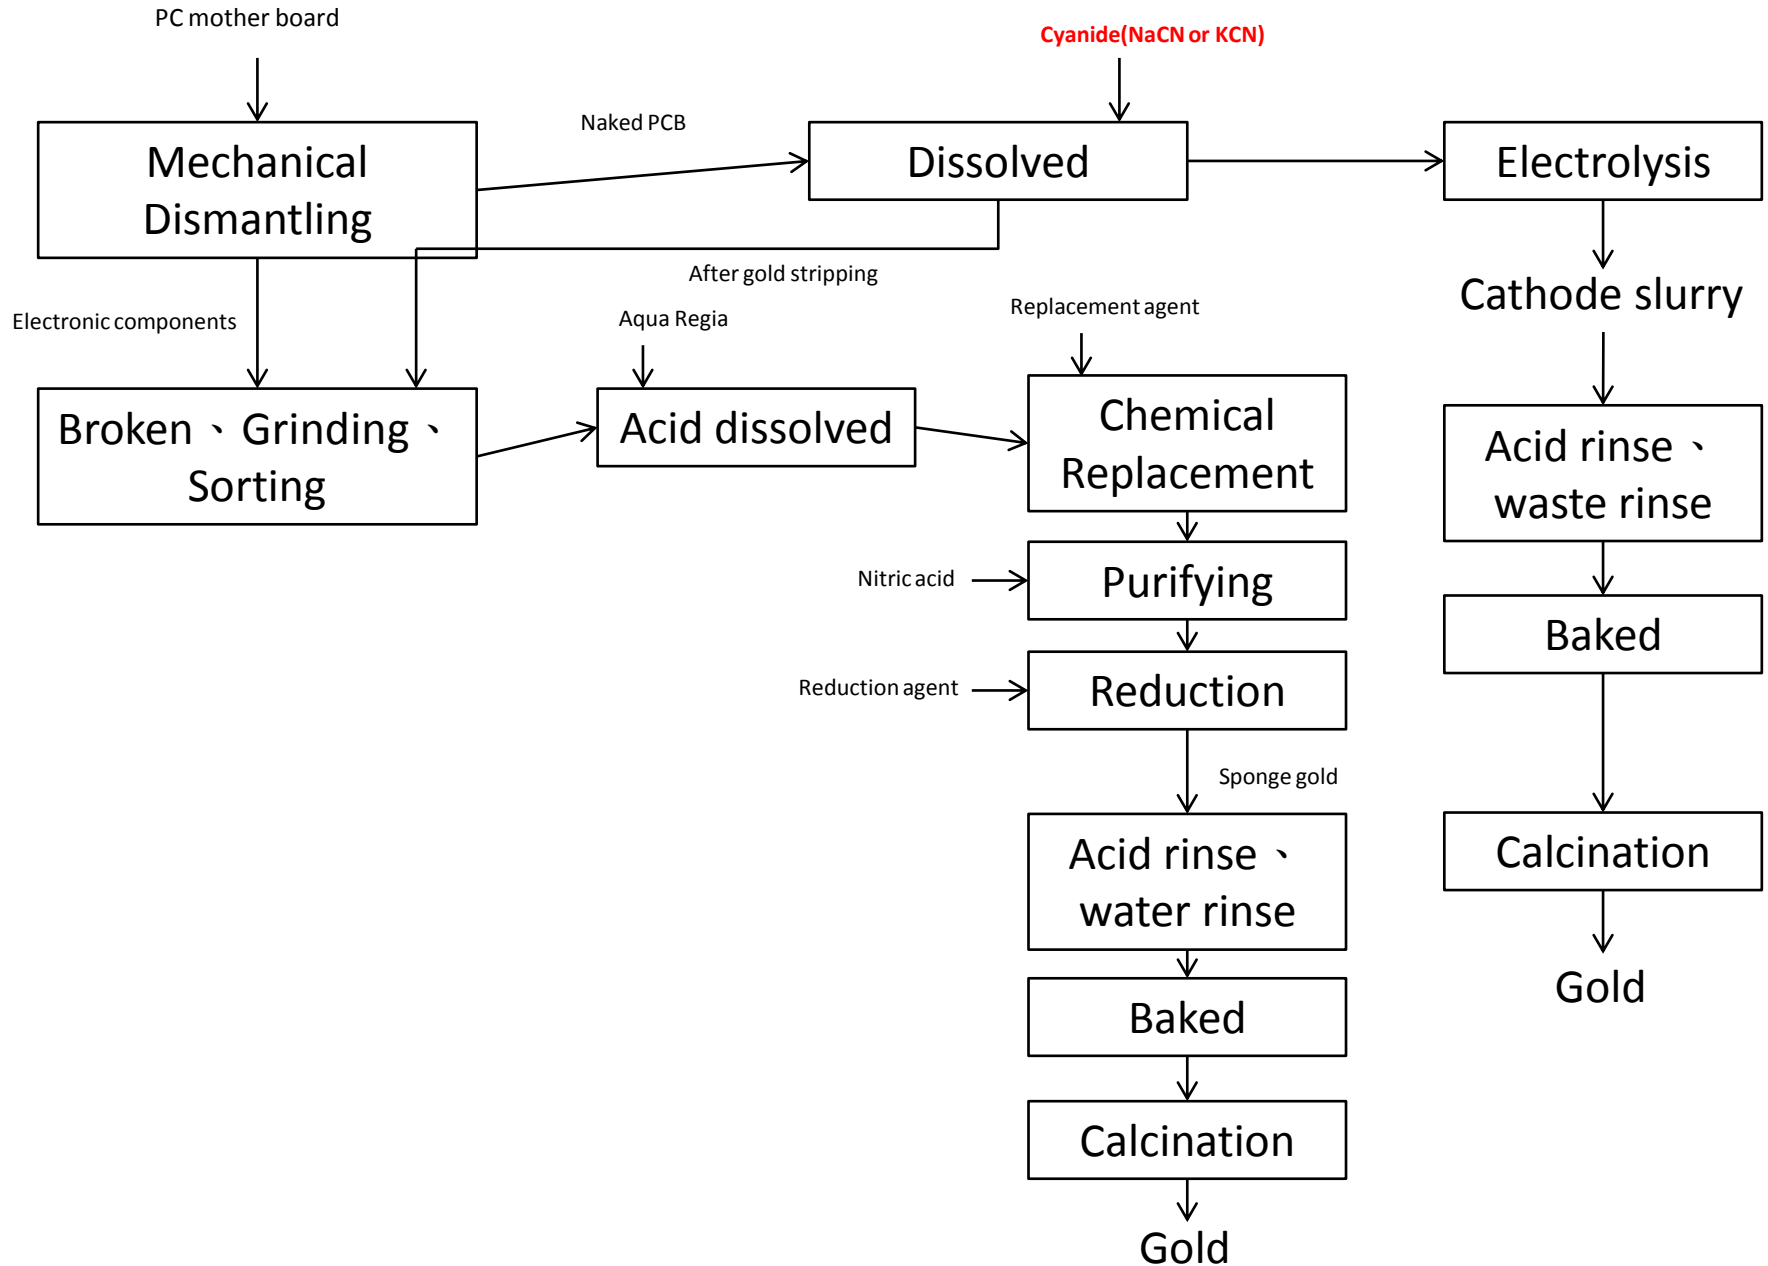 PC mother board
Cyanide(NaCN or KCN)
Mechanical
Dismantling
Naked PCB
Dissolved
Electrolysis
After gold stripping
Cathode slurry
Electronic components
Aqua Regia
Replacement agent
Broken、Grinding、
Sorting
Acid dissolved
Chemical
Replacement
Acid rinse、
waste rinse
Nitric acid
Purifying
Baked
Reduction agent
Reduction
Sponge gold
Acid rinse、
water rinse
Calcination
Gold
Baked
Calcination
Gold